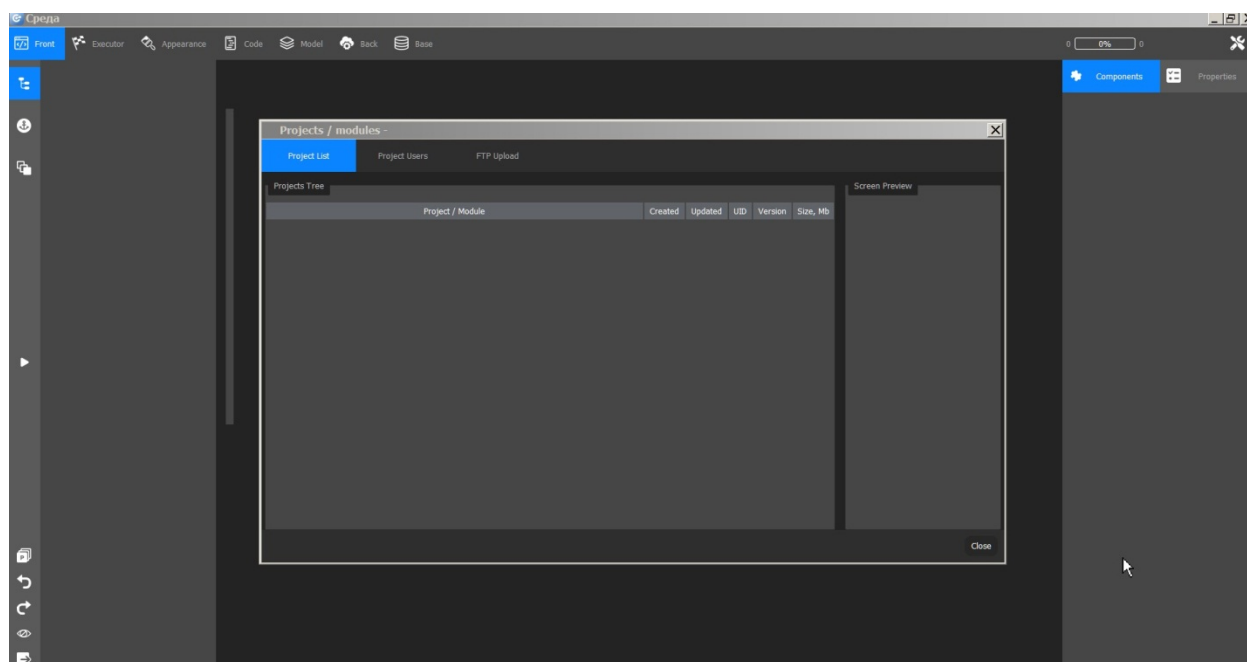 Среда
Front Executor Appearance Code Model Back Base 0 0% 0
Components Properties
Projects / modules -
Project List Project Users FTP Upload
Projects Tree Screen Preview
Project / Module Created Updated UID Version Size, Mb
Close